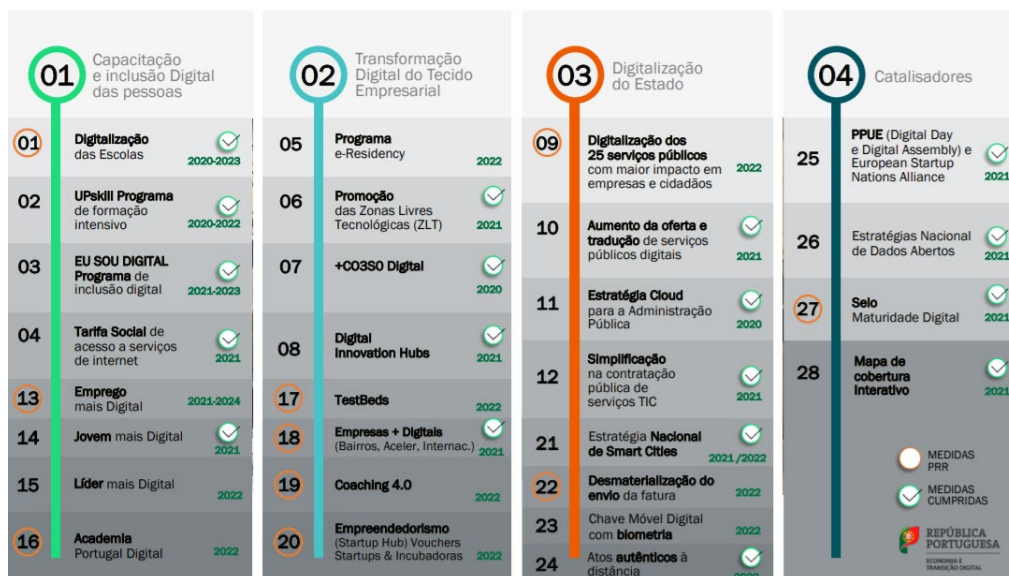 01
Capacitação
e inclusão Digital
das pessoas
01
Digitalização
das Escolas
2020-2023
02
UPskill Programa
de formação
intensivo
2020-2022
03
EU SOU DIGITAL
Programa de
inclusão digital
2021-2023
04
Tarifa Social de
acesso a serviços
de internet
2021
13
Emprego
mais Digital
2021-2024
14
Jovem mais Digital
2021
15
Líder mais Digital
2022
16
Academia
Portugal Digital
2022
02
Transformação
Digital do Tecido
Empresarial
05
Programa
e-Residency
2022
06
Promoção
das Zonas Livres
Tecnológicas (ZLT)
2021
07
+CO3S0 Digital
2020
08
Digital
Innovation Hubs
2021
17
TestBeds
2022
18
Empresas + Digitais
(Bairros, Aceler, Internac.)
2021
19
Coaching 4.0
2022
20
Empreendedorismo
(Startup Hub) Vouchers
Startups & Incubadoras
2022
03
Digitalização
do Estado
09
Digitalização dos
25 serviços públicos
com maior impacto em
empresas e cidadãos
2022
10
Aumento da oferta e
tradução de serviços
públicos digitais
2021
11
Estratégia Cloud
para a Administração
Pública
2020
12
Simplificação
na contratação
pública de
serviços TIC
2021
21
Estratégia Nacional
de Smart Cities
2021/2022
22
Desmaterialização do
envio da fatura
2022
23
Chave Móvel Digital
com biometria
2022
24
Atos autênticos à
distância
04
Catalisadores
25
PPUE (Digital Day
e Digital Assembly) e
European Startup
Nations Alliance
2021
26
Estratégias Nacional
de Dados Abertos
2021
27
Selo
Maturidade Digital
2021
28
Mapa de
cobertura
Interativo
2021
MEDIDAS
PRR
MEDIDAS
CUMPRIDAS
REPÚBLICA
PORTUGUESA
ECONOMIA E
TRANSIÇÃO DIGITAL